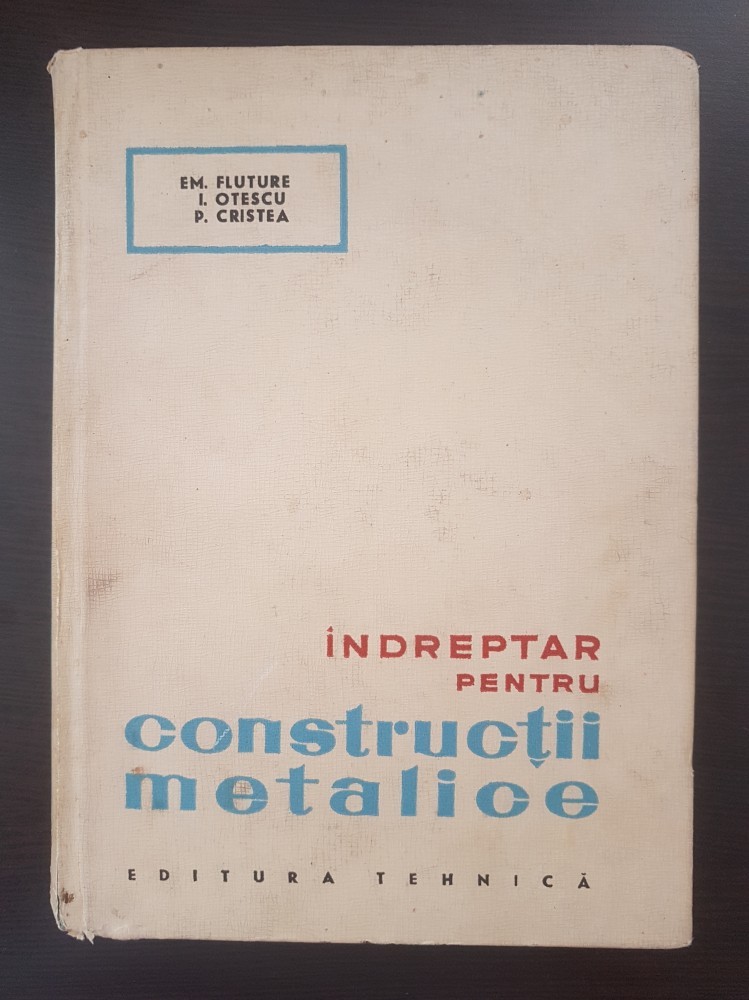 EM. FLUTURE
I. OTESCU
P. CRISTEA
ÎNDREPTAR
PENTRU
construcții
metalice
EDITURA TEHNICĂ